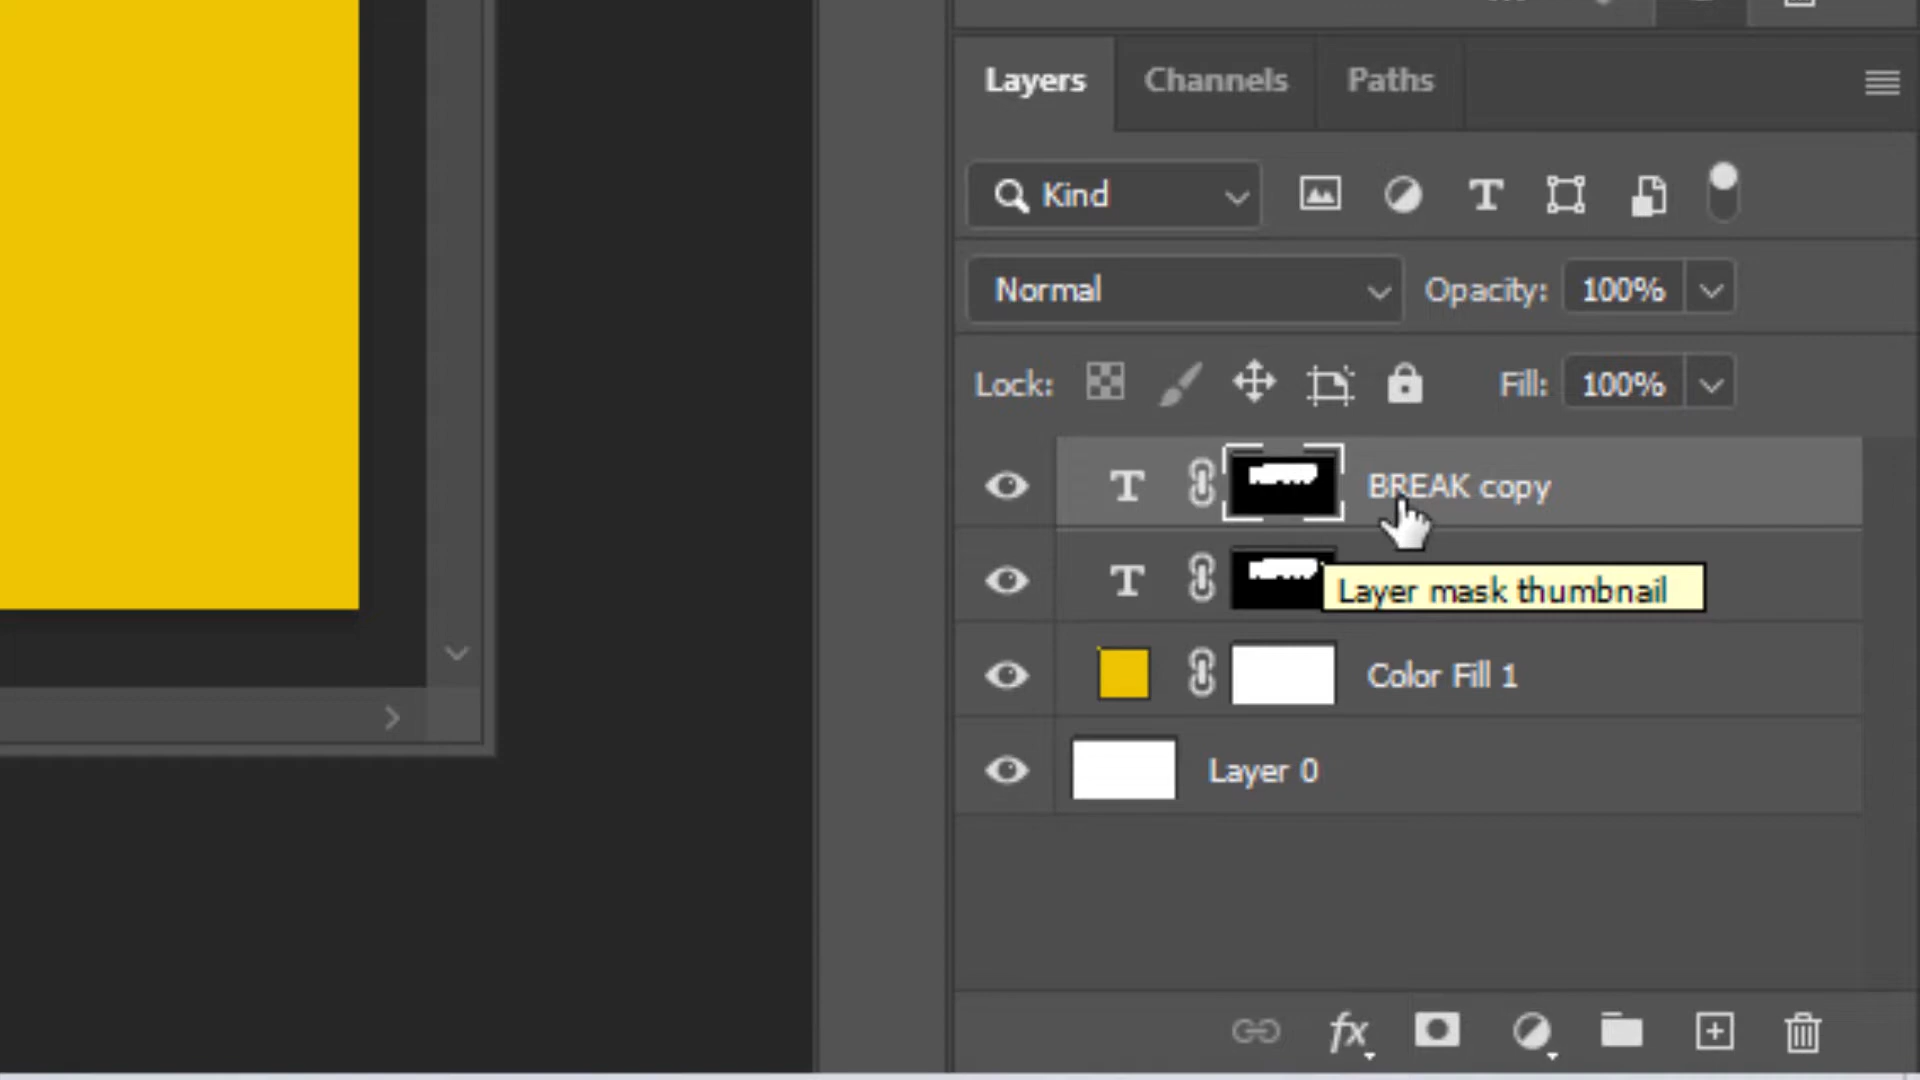 Layers Channels Paths
Kind
Normal Opacity: 100%
Lock: Fill: 100%
T BREAK copy
T Layer mask thumbnail
Color Fill 1
Layer 0
fx